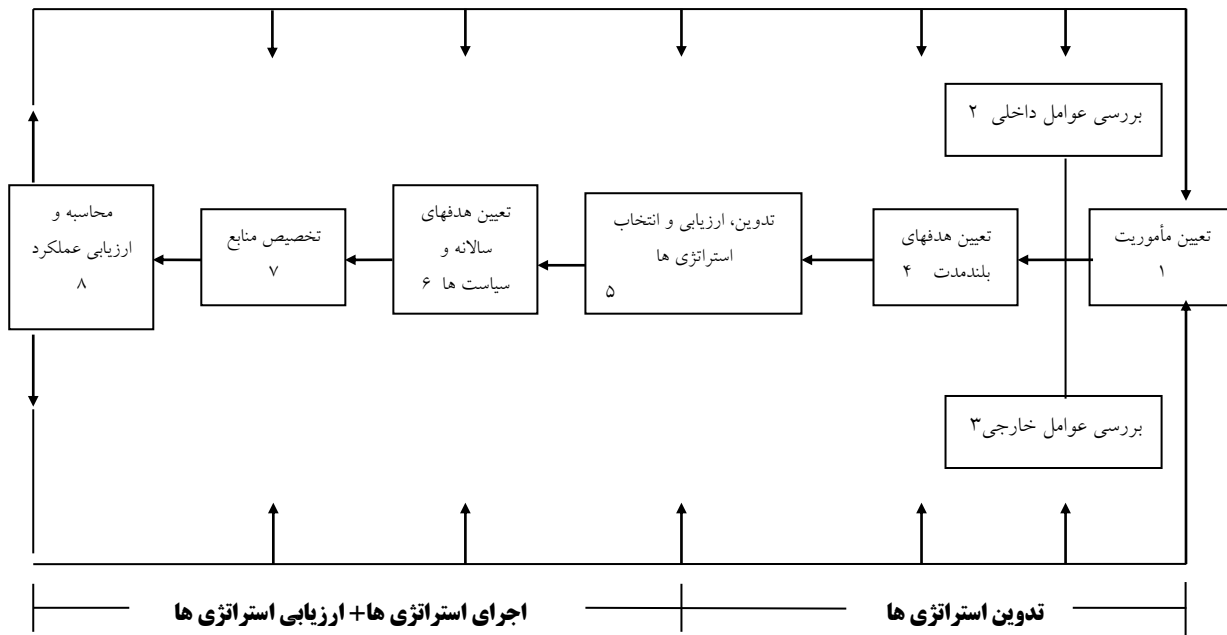 بررسی عوامل داخلی ۲
تعیین مأموریت
۱
تعیین هدفهای
بلندمدت ۴
تدوین، ارزیابی و انتخاب
استراتژی ها
۵
تعیین هدفهای
سالانه و
سیاست ها ۶
تخصیص منابع
۷
محاسبه و
ارزیابی عملکرد
۸
بررسی عوامل خارجی۳
تدوین استراتژی ها
اجرای استراتژی ها+ ارزیابی استراتژی ها